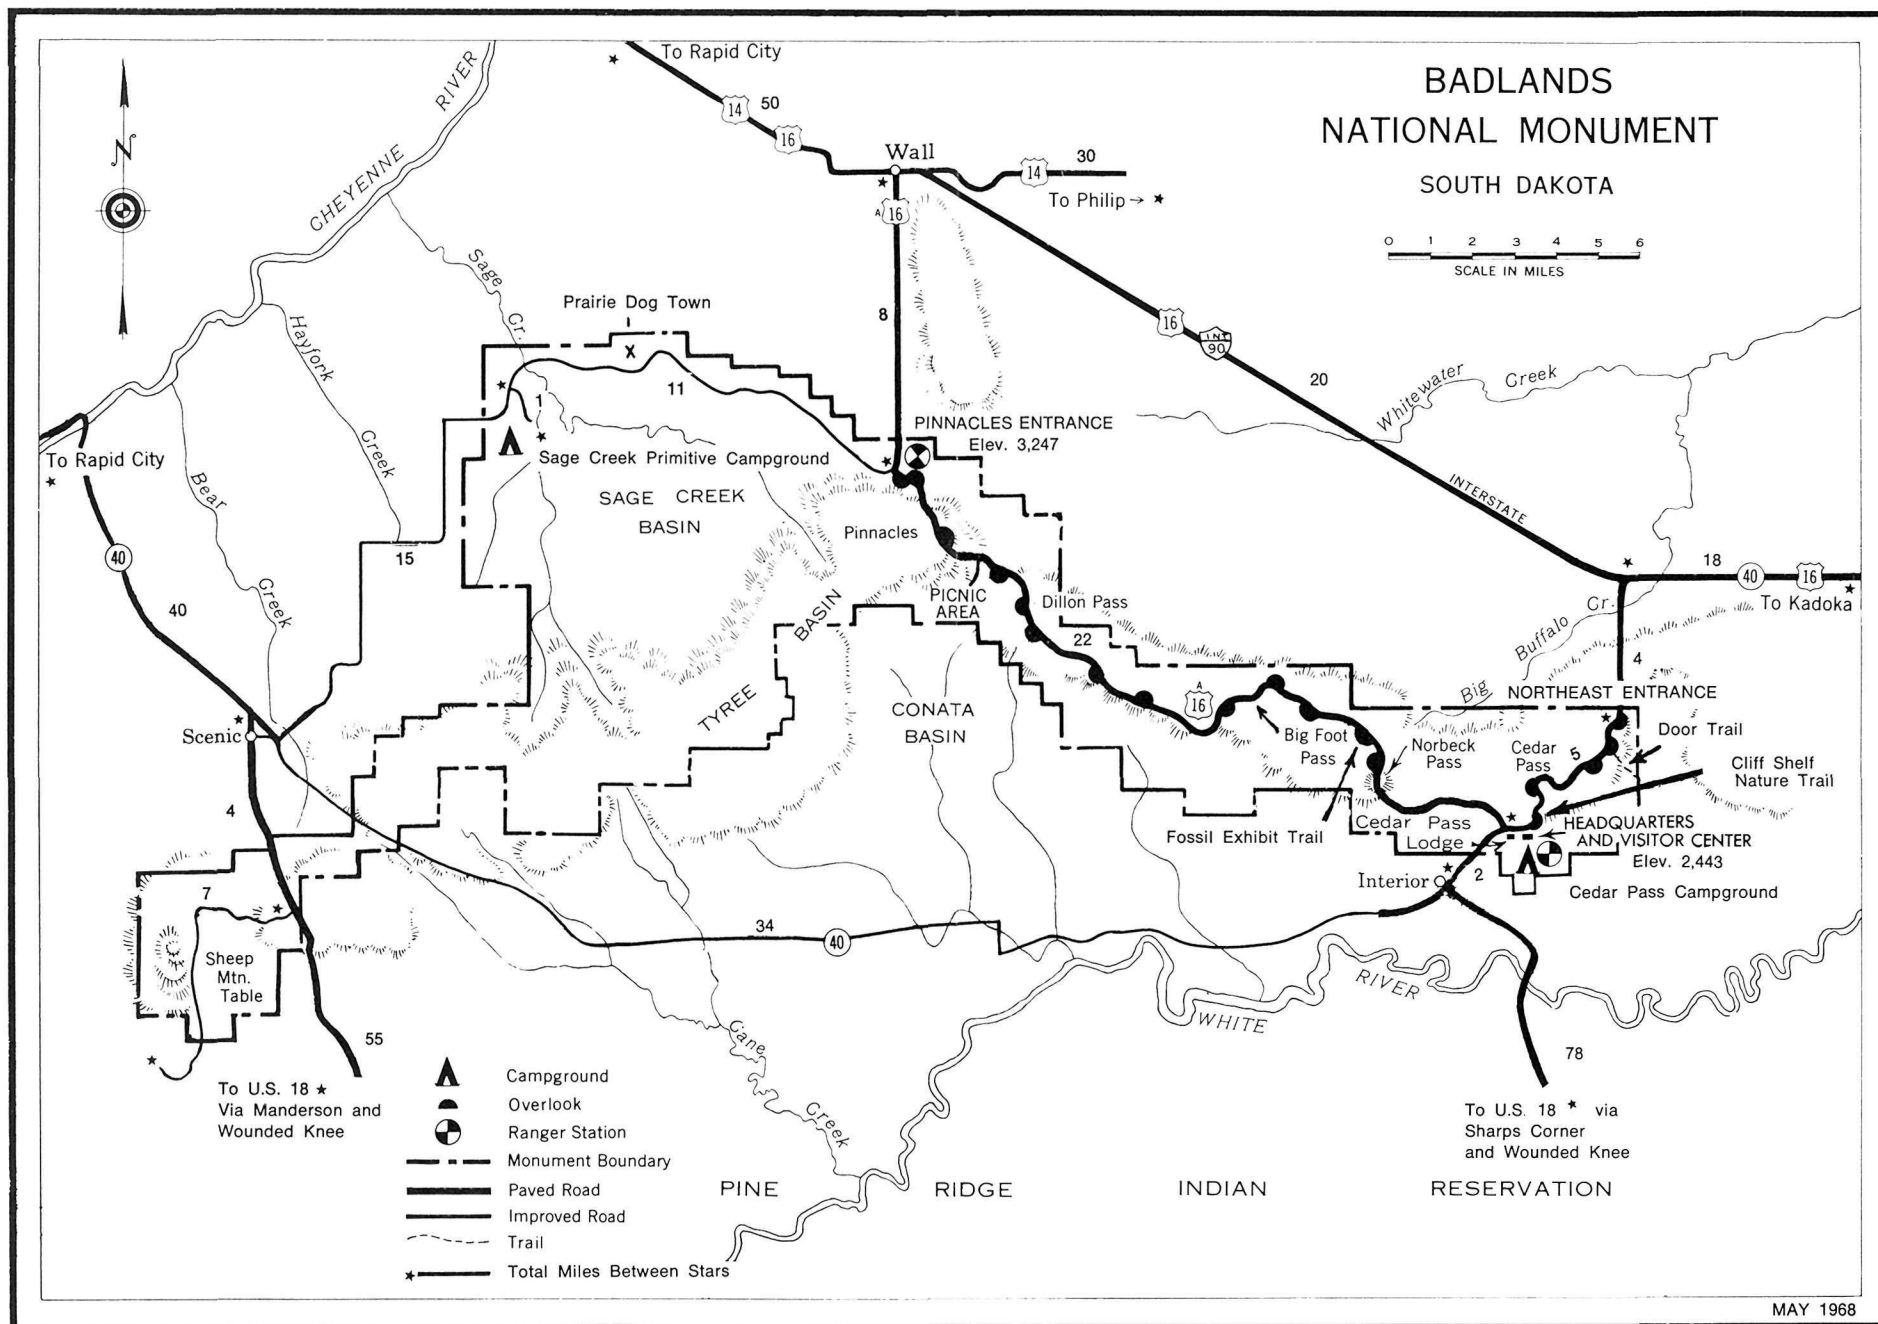 BADLANDS
NATIONAL MONUMENT
SOUTH DAKOTA
0 1 2 3 4 5 6
SCALE IN MILES
N
CHEYENNE
RIVER
To Rapid City
14
50
16
Wall
14
30
To Philip →
A
16
8
16
INT
90
20
INTERSTATE
Whitewater
Creek
Sage
Cr.
Prairie Dog Town
X
11
1
Hayfork
Creek
Bear
Creek
To Rapid City
40
40
15
Sage Creek Primitive Campground
SAGE CREEK
BASIN
PINNACLES ENTRANCE
Elev. 3,247
Pinnacles
PICNIC
AREA
Dillon Pass
22
18
40
16
To Kadoka
Big
Buffalo
Cr.
4
NORTHEAST ENTRANCE
Door Trail
Cliff Shelf
Nature Trail
5
Cedar
Pass
A
16
Big Foot
Pass
Norbeck
Pass
TYREE
BASIN
CONATA
BASIN
Scenic
4
Fossil Exhibit Trail
Cedar Pass
Lodge
HEADQUARTERS
AND VISITOR CENTER
Elev. 2,443
Cedar Pass Campground
Interior
2
7
Sheep
Mtn.
Table
34
40
WHITE
RIVER
55
To U.S. 18
Via Manderson and
Wounded Knee
Cane
Creek
78
To U.S. 18 via
Sharps Corner
and Wounded Knee
Campground
Overlook
Ranger Station
Monument Boundary
Paved Road
Improved Road
Trail
Total Miles Between Stars
PINE RIDGE INDIAN RESERVATION
MAY 1968